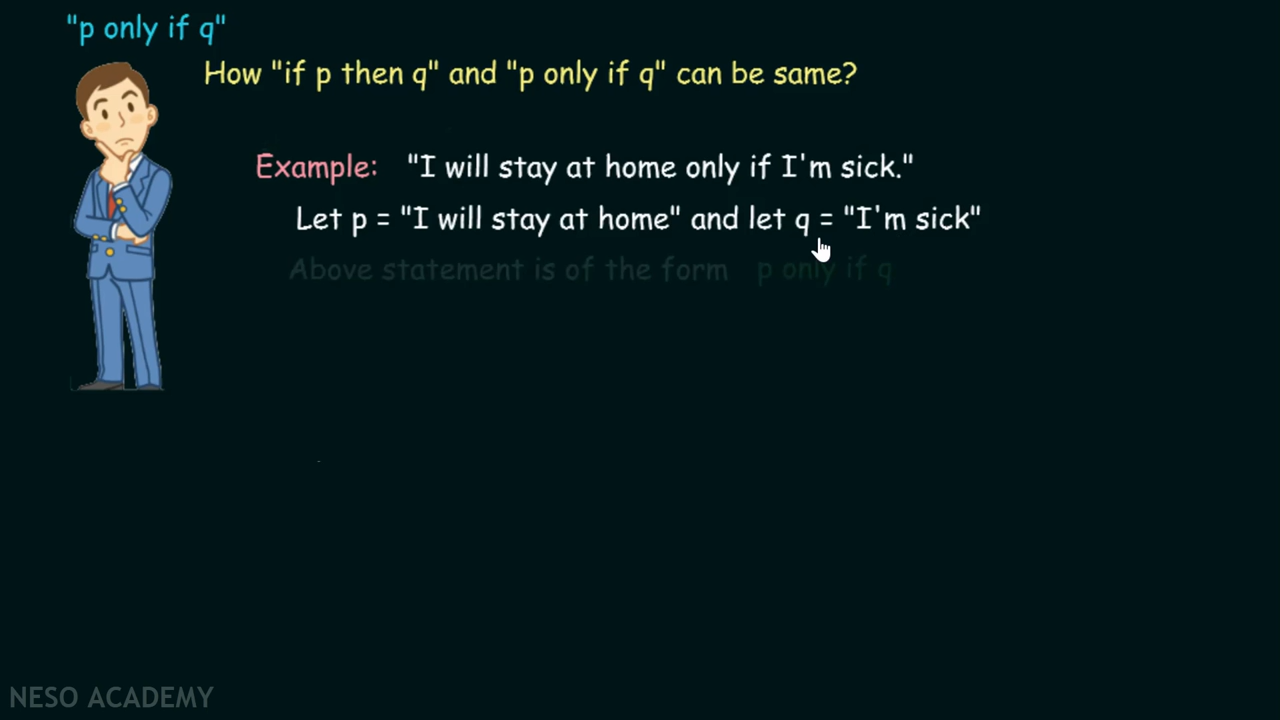 "p only if q"
How "if p then q" and "p only if q" can be same?
Example: "I will stay at home only if I'm sick."
Let p = "I will stay at home" and let q = "I'm sick"
Above statement is of the form p only if q
NESO ACADEMY